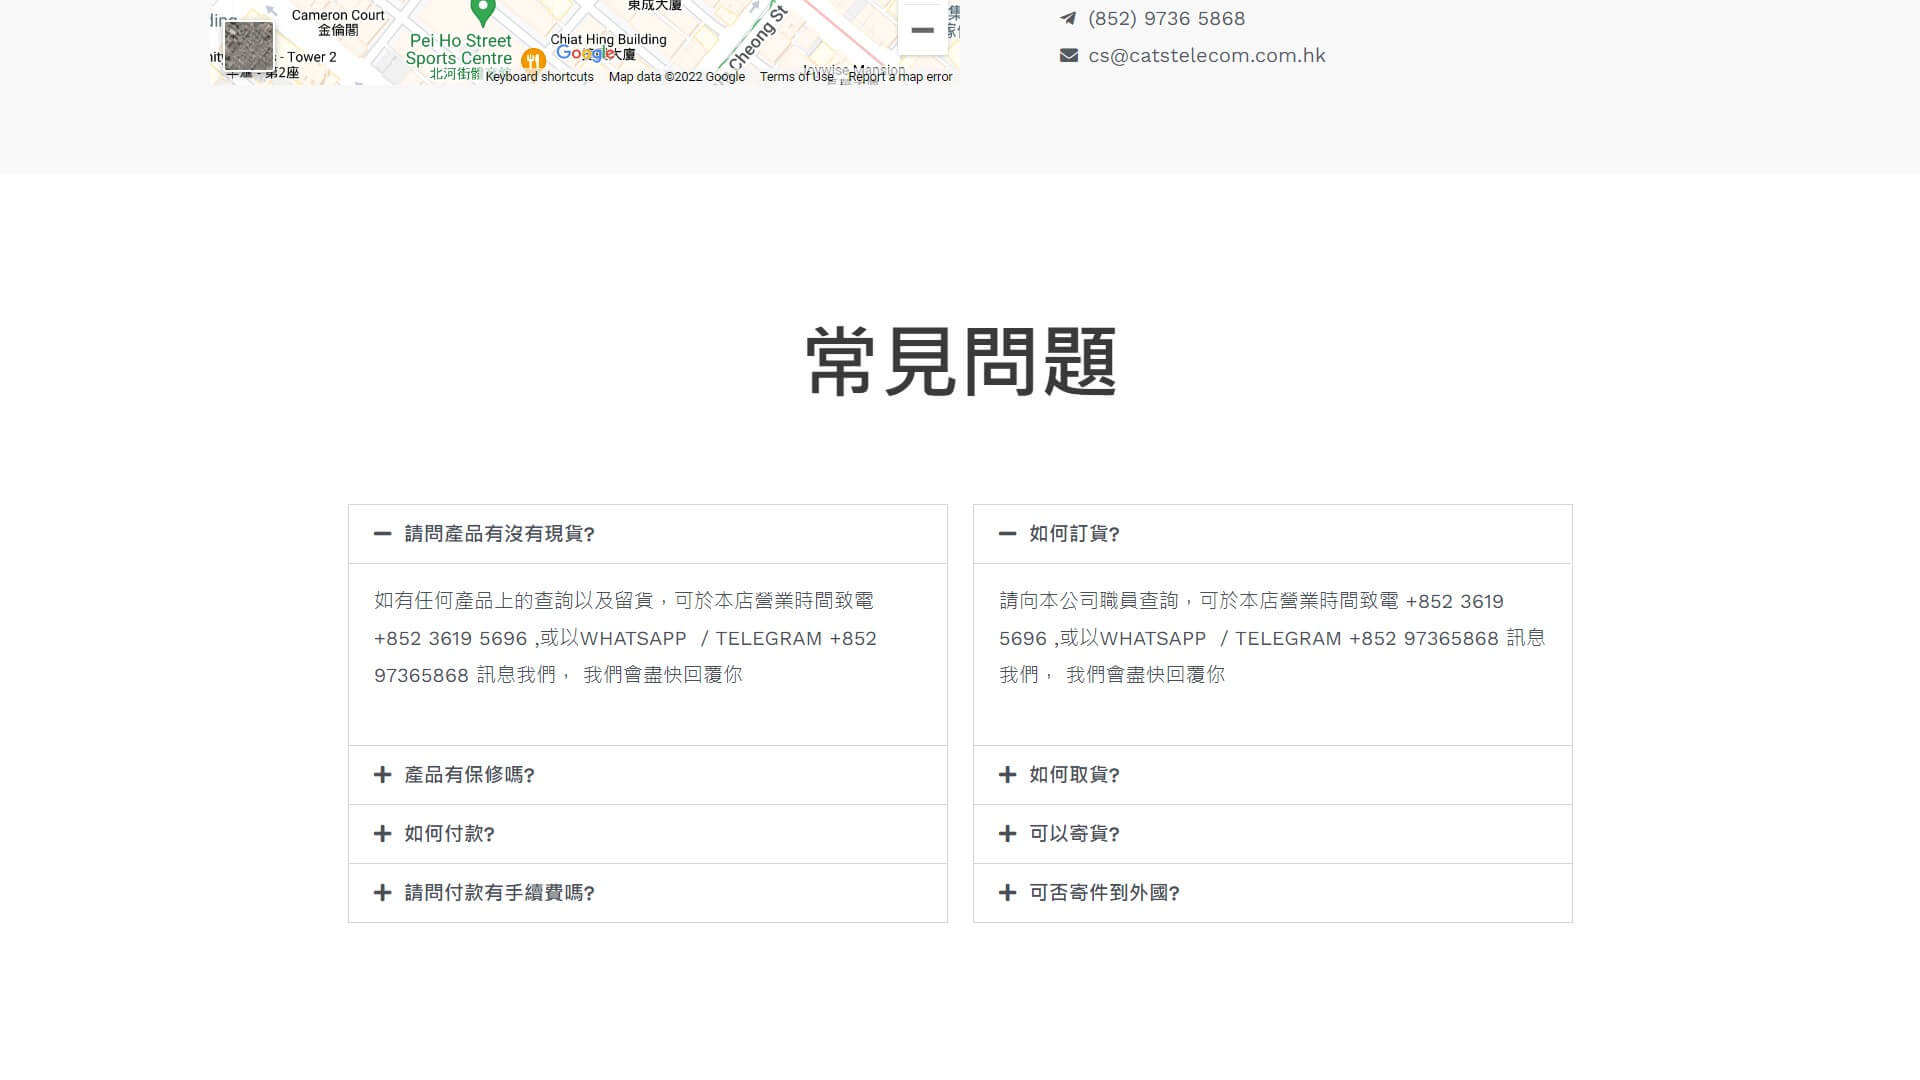 Cameron Court
金倫閣
東成大廈
Pei Ho Street
Sports Centre
Chiat Hing Building
Google
Cheong St
- Tower 2
第2座
Keyboard shortcuts Map data ©2022 Google Terms of Use Report a map error
(852) 9736 5868
cs@catstelecom.com.hk
常見問題
請問產品有沒有現貨?
如有任何產品上的查詢以及留貨，可於本店營業時間致電
+852 3619 5696 ,或以WHATSAPP / TELEGRAM +852
97365868 訊息我們， 我們會盡快回覆你
產品有保修嗎?
如何付款?
請問付款有手續費嗎?
如何訂貨?
請向本公司職員查詢，可於本店營業時間致電 +852 3619
5696 ,或以WHATSAPP / TELEGRAM +852 97365868 訊息
我們， 我們會盡快回覆你
如何取貨?
可以寄貨?
可否寄件到外國?